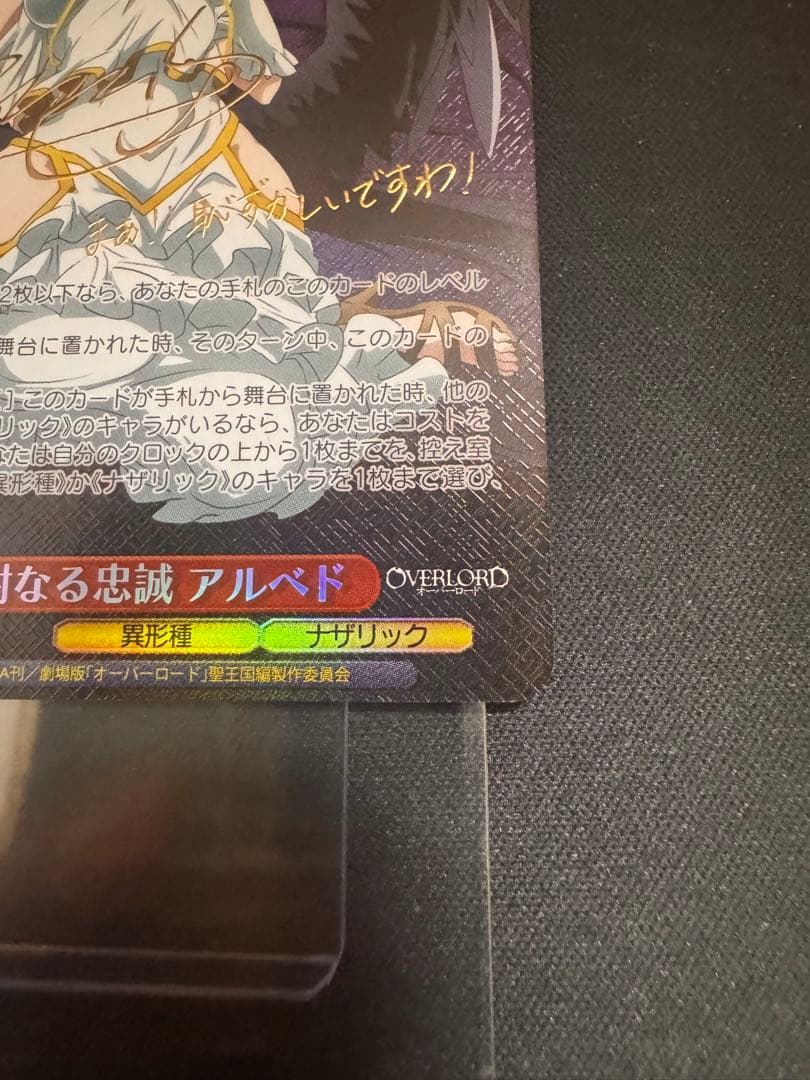 まぁ! 恥ずかしいですわ!
2枚以下なら、あなたの手札のこのカードのレベル
舞台に置かれた時、そのターン中、このカードの
］このカードが手札から舞台に置かれた時、他の
リック》のキャラがいるなら、あなたはコストを
なたは自分のクロックの上から1枚までを、控え室
異形種》か《ナザリック》のキャラを1枚まで選び、
なる忠誠 アルベド
OVERLORD
オーバーロード
異形種 ナザリック
A刊／劇場版「オーバーロード」聖王国編製作委員会